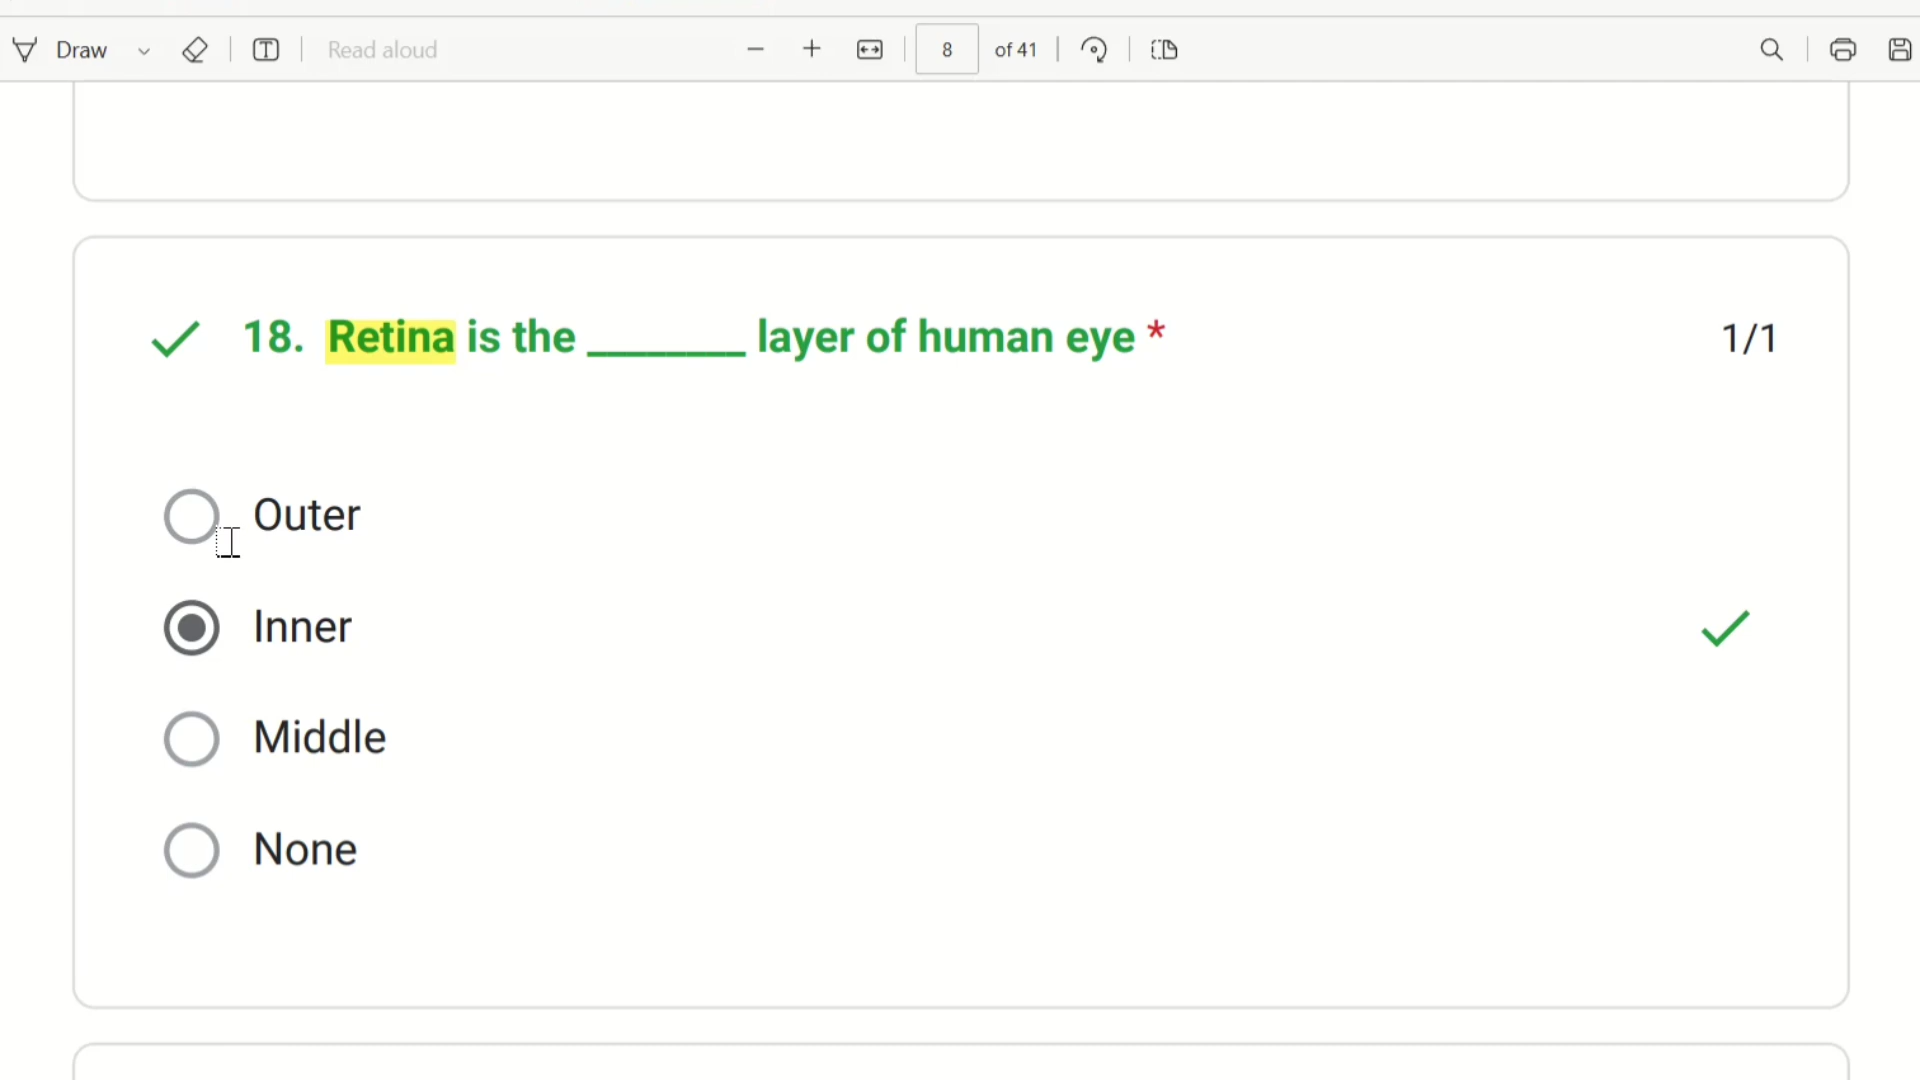 Draw Read aloud 8 of 41
18. Retina is the ________ layer of human eye * 1/1
Outer
Inner
Middle
None